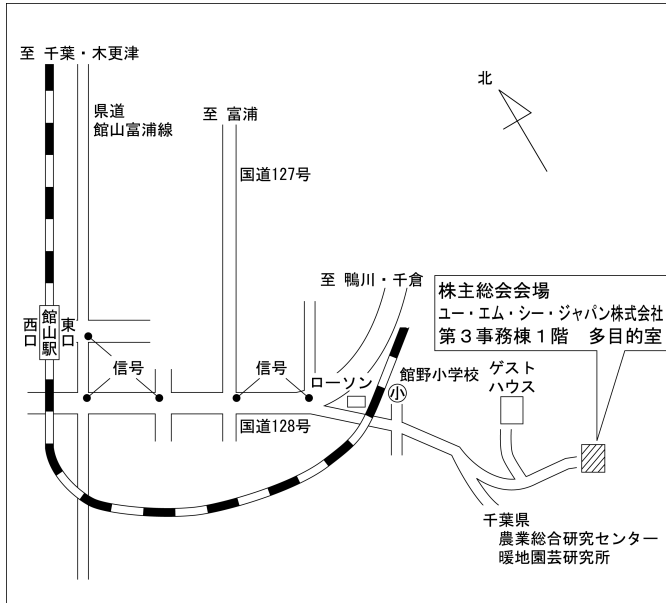 至 千葉・木更津
北
県道
館山富浦線
至 富浦
国道127号
至 鴨川・千倉
株主総会会場
ユー・エム・シー・ジャパン株式会社
第３事務棟１階　多目的室
西口
館山駅
東口
信号
信号
ローソン
館野小学校
小
ゲスト
ハウス
国道128号
千葉県
農業総合研究センター
暖地園芸研究所